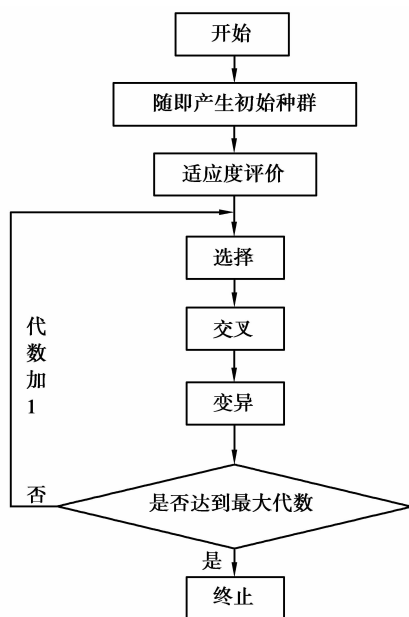 开始
随即产生初始种群
适应度评价
选择
交叉
变异
代数加1
是否达到最大代数
否
是
终止